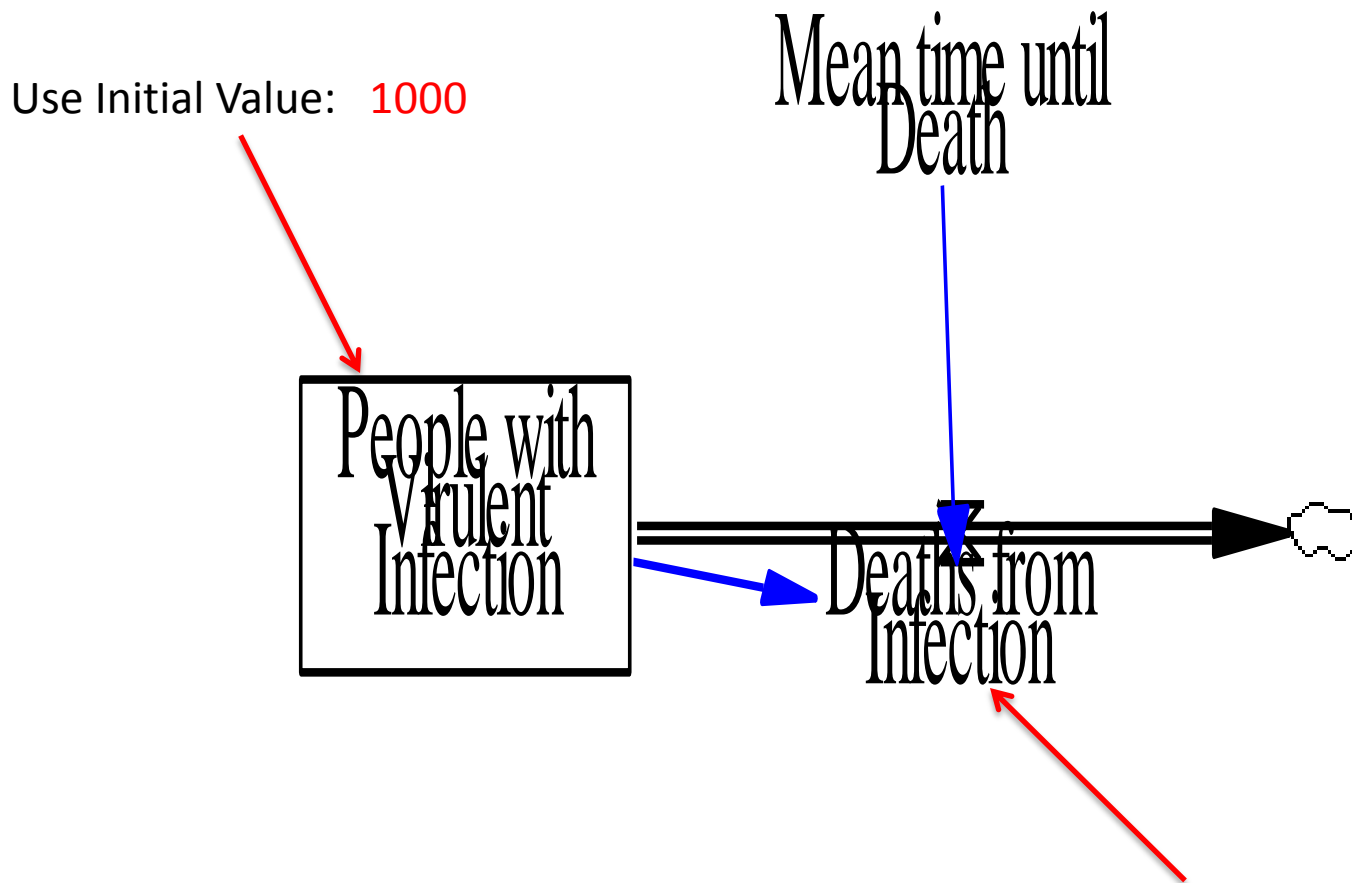 Mean time until
Death
Use Initial Value: 1000
People with
Virulent
Infection
Deaths from
Infection